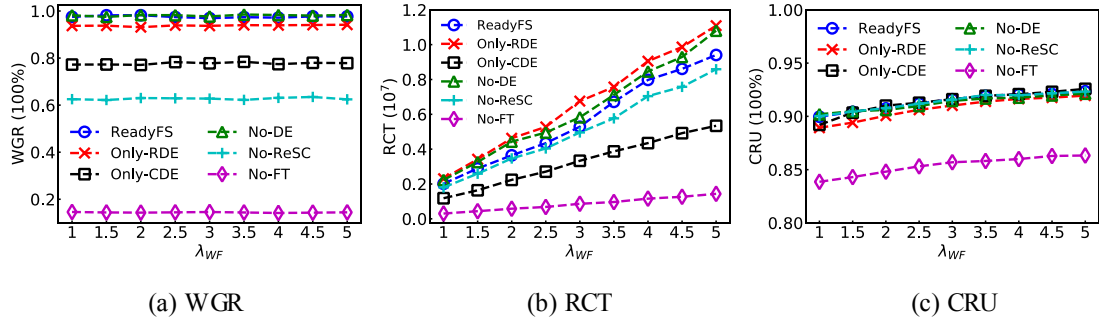 WGR (100%)
1.0
0.8
0.6
0.4
0.2
ReadyFS
Only-RDE
Only-CDE
No-DE
No-ReSC
No-FT
1 1.5 2 2.5 3 3.5 4 4.5 5
λWF
(a) WGR
RCT (10⁷)
1.2
1.0
0.8
0.6
0.4
0.2
0.0
ReadyFS
Only-RDE
Only-CDE
No-DE
No-ReSC
No-FT
1 1.5 2 2.5 3 3.5 4 4.5 5
λWF
(b) RCT
CRU (100%)
1.00
0.95
0.90
0.85
0.80
ReadyFS
Only-RDE
Only-CDE
No-DE
No-ReSC
No-FT
1 1.5 2 2.5 3 3.5 4 4.5 5
λWF
(c) CRU